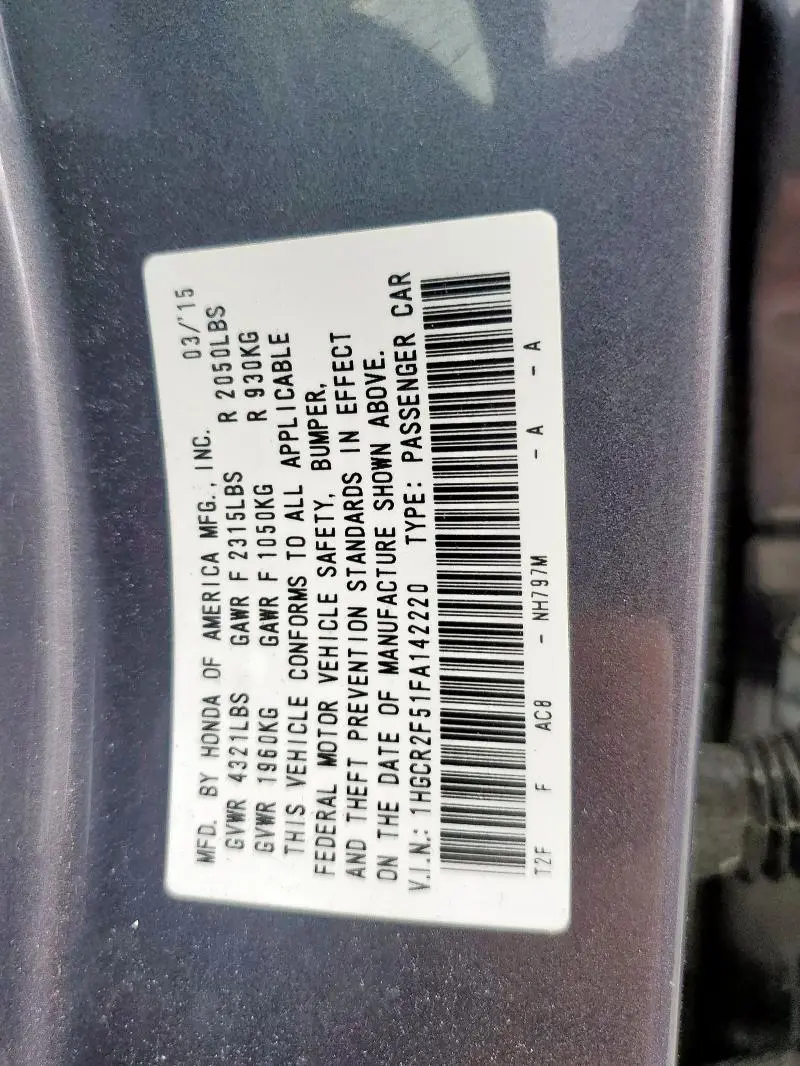 MFD. BY HONDA OF AMERICA MFG., INC. 03/'15
GVWR 4321LBS GAWR F 2315LBS R 2050LBS
GVWR 1960KG GAWR F 1050KG R 930KG
THIS VEHICLE CONFORMS TO ALL APPLICABLE
FEDERAL MOTOR VEHICLE SAFETY, BUMPER,
AND THEFT PREVENTION STANDARDS IN EFFECT
ON THE DATE OF MANUFACTURE SHOWN ABOVE.
V.I.N.: 1HGCR2F51FA142220 TYPE: PASSENGER CAR
T2F F AC8 - NH797M - A - A